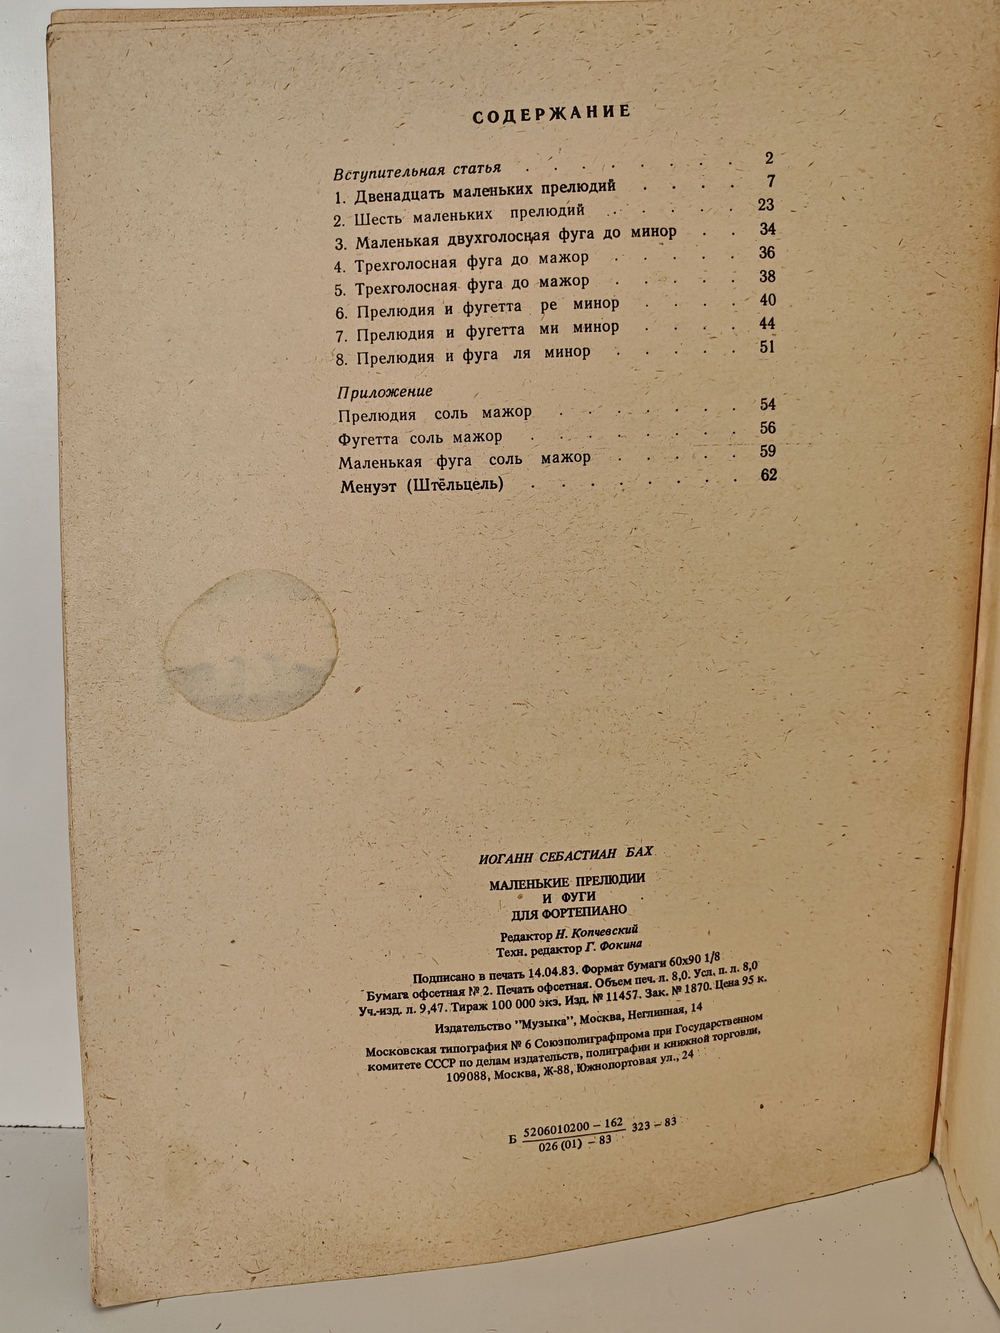 СОДЕРЖАНИЕ
Вступительная статья . . . . . . . 2
1. Двенадцать маленьких прелюдий . . . . 7
2. Шесть маленьких прелюдий . . . . . 23
3. Маленькая двухголосная фуга до минор . . 34
4. Трехголосная фуга до мажор . . . . . 36
5. Трехголосная фуга до мажор . . . . . 38
6. Прелюдия и фугетта ре минор . . . . 40
7. Прелюдия и фугетта ми минор . . . . 44
8. Прелюдия и фуга ля минор . . . . . 51
Приложение
Прелюдия соль мажор . . . . . . . 54
Фугетта соль мажор . . . . . . . . 56
Маленькая фуга соль мажор . . . . . 59
Менуэт (Штёльцель) . . . . . . . . 62
ИОГАНН СЕБАСТИАН БАХ
МАЛЕНЬКИЕ ПРЕЛЮДИИ
И ФУГИ
ДЛЯ ФОРТЕПИАНО
Редактор Н. Копчевский
Техн. редактор Г. Фокина
Подписано в печать 14.04.83. Формат бумаги 60х90 1/8
Бумага офсетная № 2. Печать офсетная. Объем печ. л. 8,0. Усл. п. л. 8,0
Уч.-изд. л. 9,47. Тираж 100 000 экз. Изд. № 11457. Зак. № 1870. Цена 95 к.
Издательство "Музыка", Москва, Неглинная, 14
Московская типография № 6 Союзполиграфпрома при Государственном
комитете СССР по делам издательств, полиграфии и книжной торговли,
109088, Москва, Ж-88, Южнопортовая ул., 24
Б 5206010200 – 162 323 – 83
026 (01) – 83